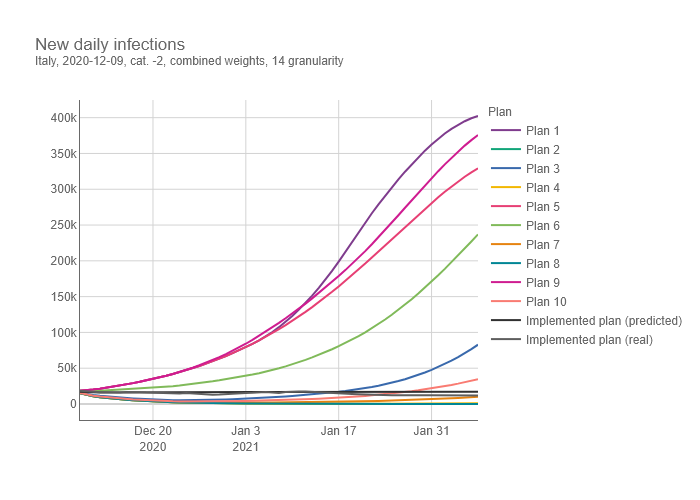 New daily infections
Italy, 2020-12-09, cat. -2, combined weights, 14 granularity
400k
350k
300k
250k
200k
150k
100k
50k
0
Dec 20
2020
Jan 3
2021
Jan 17
Jan 31
Plan
Plan 1
Plan 2
Plan 3
Plan 4
Plan 5
Plan 6
Plan 7
Plan 8
Plan 9
Plan 10
Implemented plan (predicted)
Implemented plan (real)